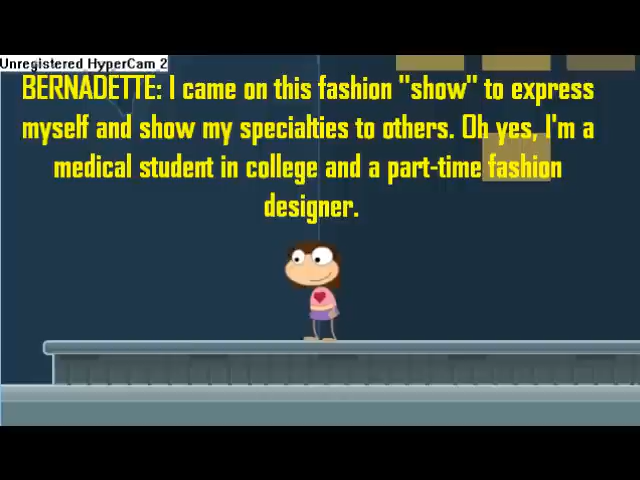 Unregistered HyperCam 2
BERNADETTE: I came on this fashion "show" to express
myself and show my specialties to others. Oh yes, I'm a
medical student in college and a part-time fashion
designer.